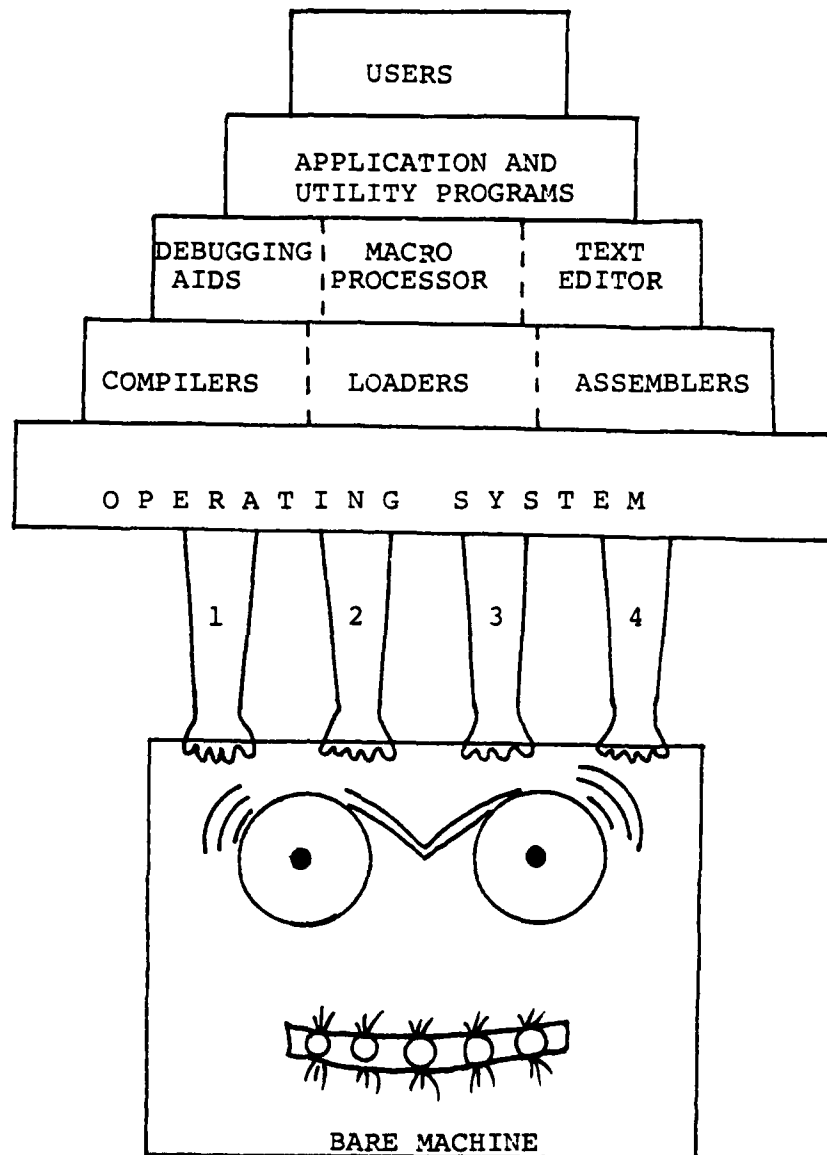 USERS
APPLICATION AND
UTILITY PROGRAMS
DEBUGGING AIDS
MACRO PROCESSOR
TEXT EDITOR
COMPILERS LOADERS ASSEMBLERS
OPERATING SYSTEM
1 2 3 4
BARE MACHINE